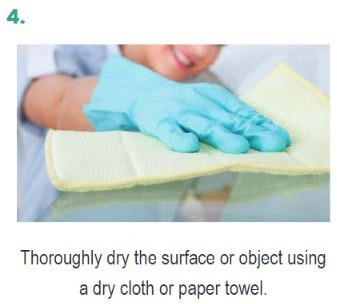 4.
Thoroughly dry the surface or object using
a dry cloth or paper towel.